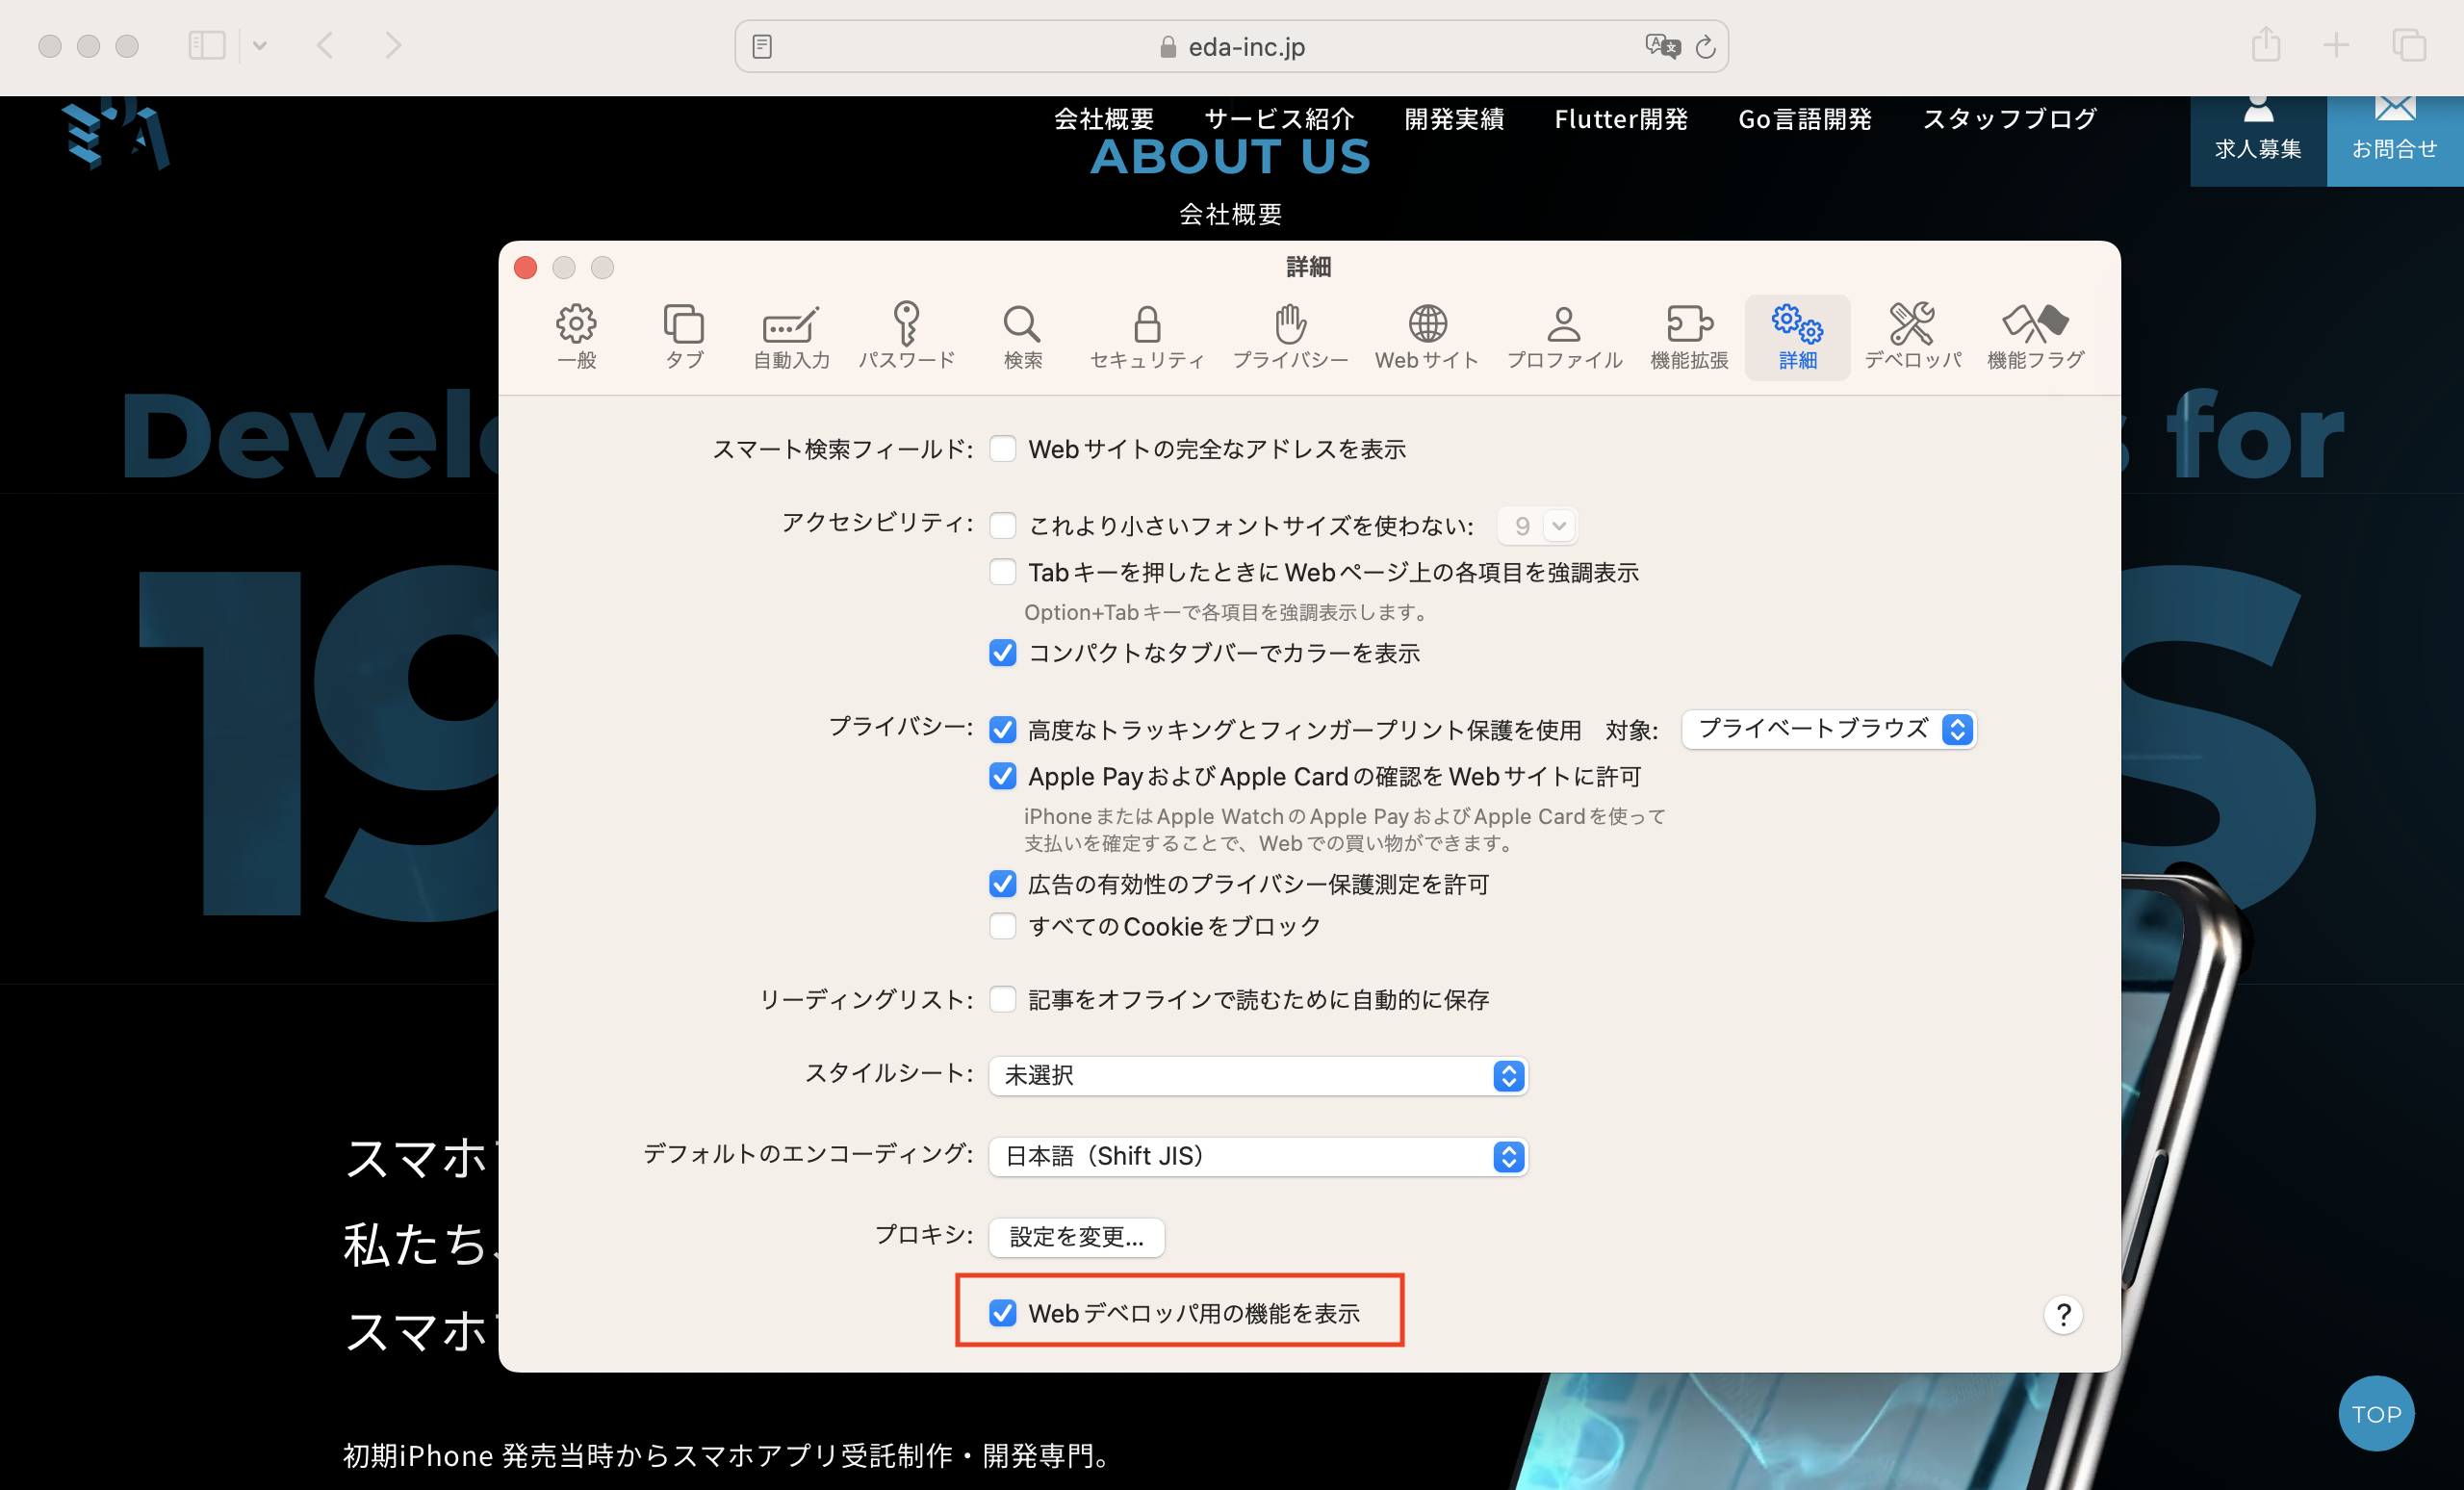 eda-inc.jp
会社概要 サービス紹介 開発実績 Flutter開発 Go言語開発 スタッフブログ
求人募集 お問合せ
ABOUT US
会社概要
詳細
一般 タブ 自動入力 パスワード 検索 セキュリティ プライバシー Webサイト プロファイル 機能拡張 詳細 デベロッパ 機能フラグ
for
スマート検索フィールド: Webサイトの完全なアドレスを表示
アクセシビリティ: これより小さいフォントサイズを使わない: 9
Tabキーを押したときにWebページ上の各項目を強調表示
Option+Tabキーで各項目を強調表示します。
コンパクトなタブバーでカラーを表示
プライバシー: 高度なトラッキングとフィンガープリント保護を使用 対象: プライベートブラウズ
Apple PayおよびApple Cardの確認をWebサイトに許可
iPhoneまたはApple WatchのApple PayおよびApple Cardを使って
支払いを確定することで、Webでの買い物ができます。
広告の有効性のプライバシー保護測定を許可
すべてのCookieをブロック
リーディングリスト: 記事をオフラインで読むために自動的に保存
スタイルシート: 未選択
デフォルトのエンコーディング: 日本語（Shift JIS）
プロキシ: 設定を変更...
Webデベロッパ用の機能を表示
?
19 S
スマホ
私たち
スマホ
TOP
初期iPhone 発売当時からスマホアプリ受託制作・開発専門。